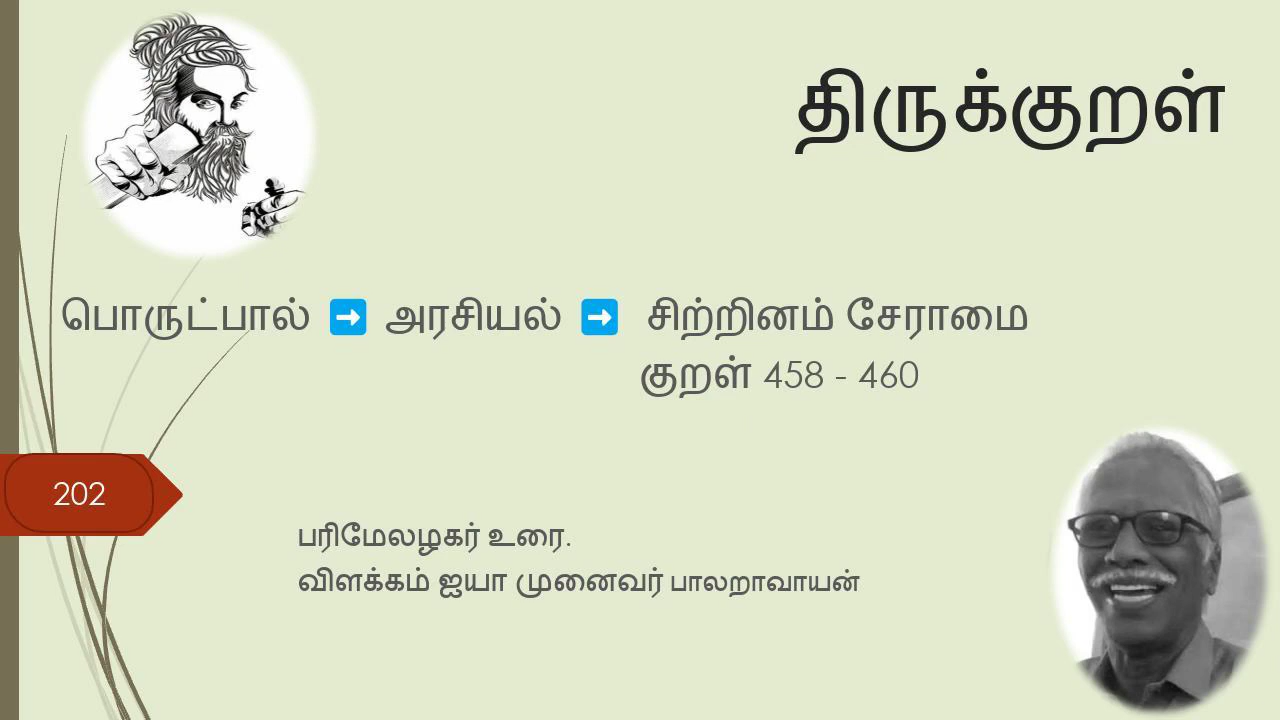 திருக்குறள்
பொருட்பால் ➡ அரசியல் ➡ சிற்றினம் சேராமை
குறள் 458 - 460
202
பரிமேலழகர் உரை.
விளக்கம் ஐயா முனைவர் பாலறாவாயன்